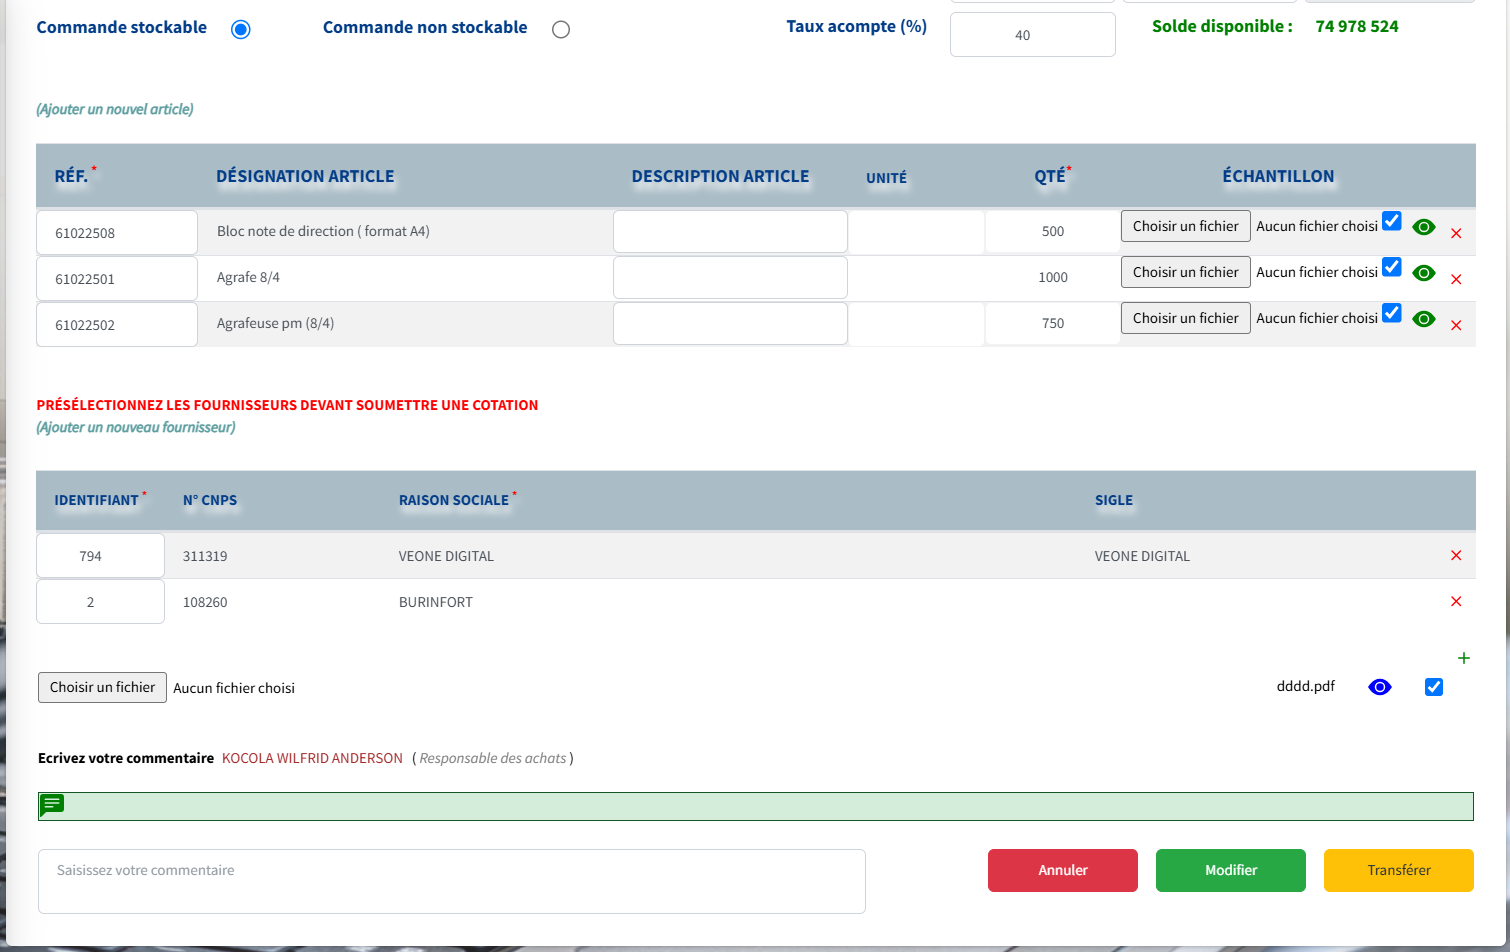 Commande stockable Commande non stockable Taux acompte (%) 40 Solde disponible : 74 978 524
(Ajouter un nouvel article)
RÉF.* DÉSIGNATION ARTICLE DESCRIPTION ARTICLE UNITÉ QTÉ* ÉCHANTILLON
61022508 Bloc note de direction ( format A4) 500 Choisir un fichier Aucun fichier choisi
61022501 Agrafe 8/4 1000 Choisir un fichier Aucun fichier choisi
61022502 Agrafeuse pm (8/4) 750 Choisir un fichier Aucun fichier choisi
PRÉSÉLECTIONNEZ LES FOURNISSEURS DEVANT SOUMETTRE UNE COTATION
(Ajouter un nouveau fournisseur)
IDENTIFIANT* N° CNPS RAISON SOCIALE* SIGLE
794 311319 VEONE DIGITAL VEONE DIGITAL
2 108260 BURINFORT
Choisir un fichier Aucun fichier choisi dddd.pdf
Ecrivez votre commentaire KOCOLA WILFRID ANDERSON ( Responsable des achats )
Saisissez votre commentaire Annuler Modifier Transférer